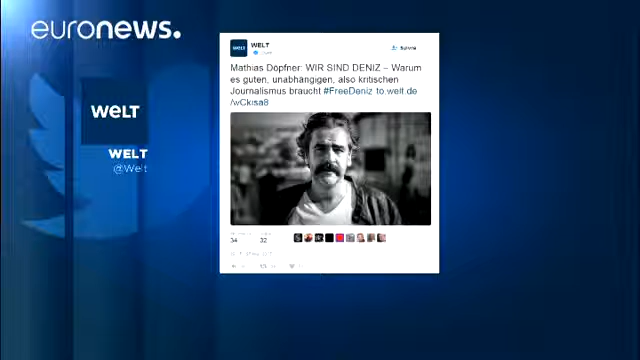 euronews.
WELT
WELT
@Welt
WELT
Mathias Döpfner: WIR SIND DENIZ – Warum
es guten, unabhängigen, also kritischen
Journalismus braucht #FreeDeniz to.welt.de
/wCkisa8
34 32